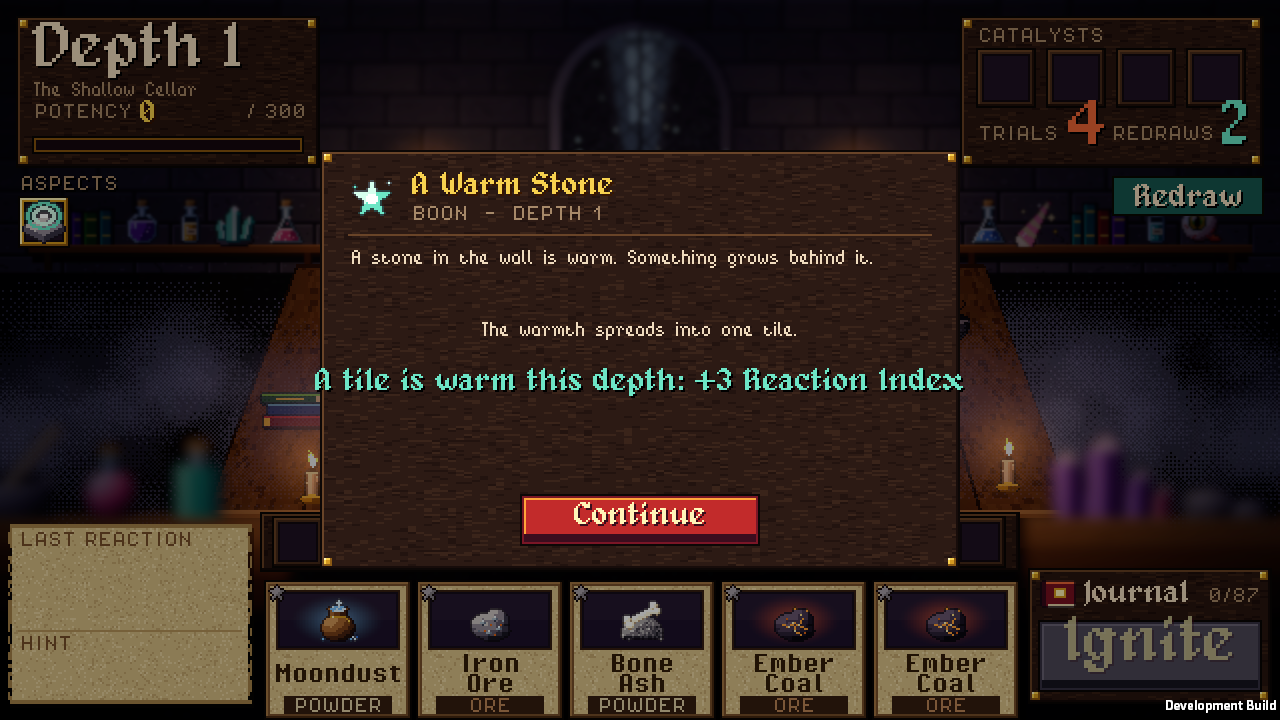 Depth 1
The Shallow Cellar
POTENCY 0 / 300
ASPECTS
CATALYSTS
TRIALS 4 REDRAWS 2
Redraw
A Warm Stone
BOON - DEPTH 1
A stone in the wall is warm. Something grows behind it.
The warmth spreads into one tile.
A tile is warm this depth: +3 Reaction Index
Continue
LAST REACTION
HINT
Moondust
POWDER
Iron
Ore
ORE
Bone
Ash
POWDER
Ember
Coal
ORE
Ember
Coal
ORE
Journal 0/87
Ignite
Development Build